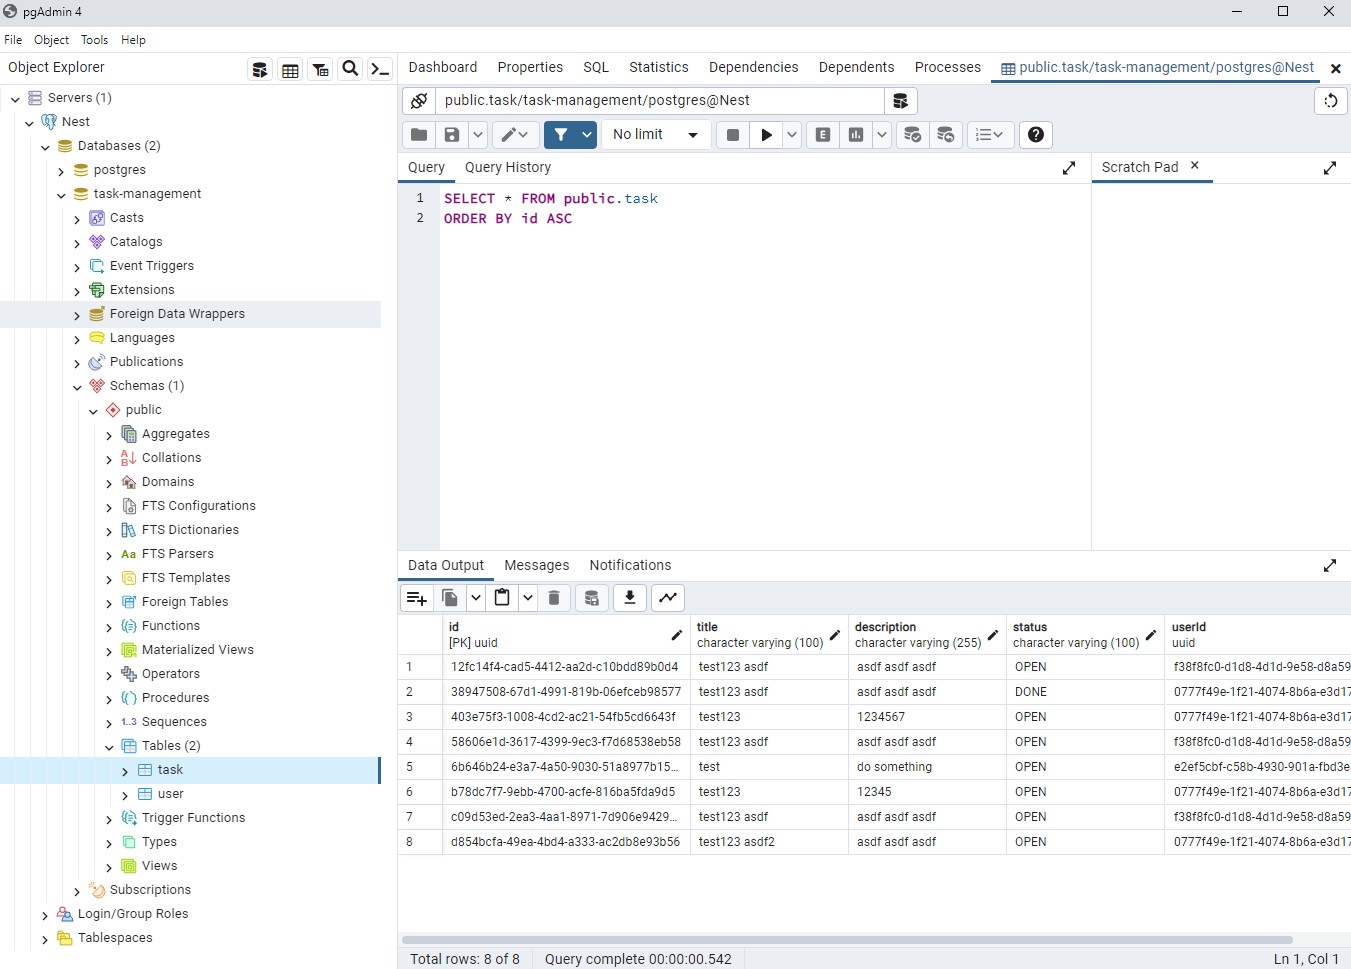 pgAdmin 4
File Object Tools Help
Object Explorer
Dashboard Properties SQL Statistics Dependencies Dependents Processes public.task/task-management/postgres@Nest
Servers (1)
Nest
Databases (2)
postgres
task-management
Casts
Catalogs
Event Triggers
Extensions
Foreign Data Wrappers
Languages
Publications
Schemas (1)
public
Aggregates
Collations
Domains
FTS Configurations
FTS Dictionaries
Aa FTS Parsers
FTS Templates
Foreign Tables
Functions
Materialized Views
Operators
Procedures
1..3 Sequences
Tables (2)
task
user
Trigger Functions
Types
Views
Subscriptions
Login/Group Roles
Tablespaces
public.task/task-management/postgres@Nest
No limit
E
Query Query History
Scratch Pad
1 SELECT * FROM public.task
2 ORDER BY id ASC
Data Output Messages Notifications
id title description status userId
[PK] uuid character varying (100) character varying (255) character varying (100) uuid
1 12fc14f4-cad5-4412-aa2d-c10bdd89b0d4 test123 asdf asdf asdf asdf OPEN f38f8fc0-d1d8-4d1d-9e58-d8a59
2 38947508-67d1-4991-819b-06efceb98577 test123 asdf asdf asdf asdf DONE 0777f49e-1f21-4074-8b6a-e3d17
3 403e75f3-1008-4cd2-ac21-54fb5cd6643f test123 1234567 OPEN 0777f49e-1f21-4074-8b6a-e3d17
4 58606e1d-3617-4399-9ec3-f7d68538eb58 test123 asdf asdf asdf asdf OPEN f38f8fc0-d1d8-4d1d-9e58-d8a59
5 6b646b24-e3a7-4a50-9030-51a8977b15... test do something OPEN e2ef5cbf-c58b-4930-901a-fbd3e
6 b78dc7f7-9ebb-4700-acfe-816ba5fda9d5 test123 12345 OPEN 0777f49e-1f21-4074-8b6a-e3d17
7 c09d53ed-2ea3-4aa1-8971-7d906e9429... test123 asdf asdf asdf asdf OPEN f38f8fc0-d1d8-4d1d-9e58-d8a59
8 d854bcfa-49ea-4bd4-a333-ac2db8e93b56 test123 asdf2 asdf asdf asdf OPEN 0777f49e-1f21-4074-8b6a-e3d17
Total rows: 8 of 8 Query complete 00:00:00.542 Ln 1, Col 1